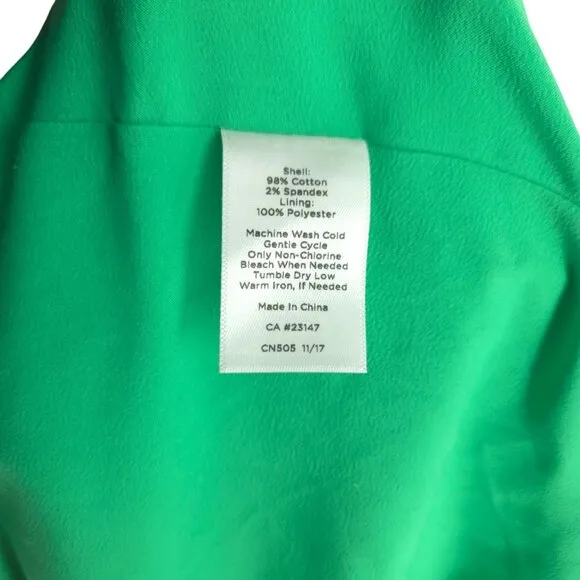 Shell:
98% Cotton
2% Spandex
Lining:
100% Polyester
Machine Wash Cold
Gentle Cycle
Only Non-Chlorine
Bleach When Needed
Tumble Dry Low
Warm Iron, If Needed
Made In China
CA #23147
CN505 11/17